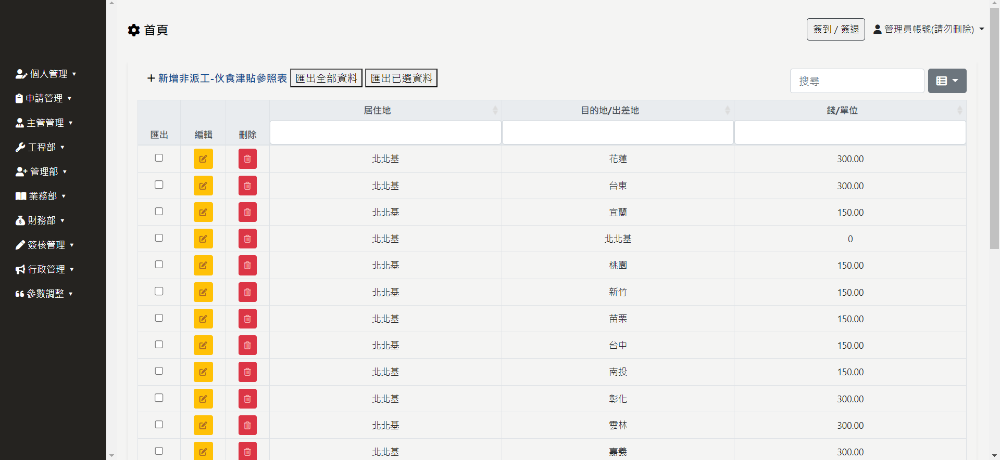 首頁
簽到 / 簽退
管理員帳號(請勿刪除)
個人管理
申請管理
主管管理
工程部
管理部
業務部
財務部
簽核管理
行政管理
參數調整
新增非派工-伙食津貼參照表 匯出全部資料 匯出已選資料
搜尋
匯出 編輯 刪除 居住地 目的地/出差地 錢/單位
北北基 花蓮 300.00
北北基 台東 300.00
北北基 宜蘭 150.00
北北基 北北基 0
北北基 桃園 150.00
北北基 新竹 150.00
北北基 苗栗 150.00
北北基 台中 150.00
北北基 南投 150.00
北北基 彰化 300.00
北北基 雲林 300.00
北北基 嘉義 300.00